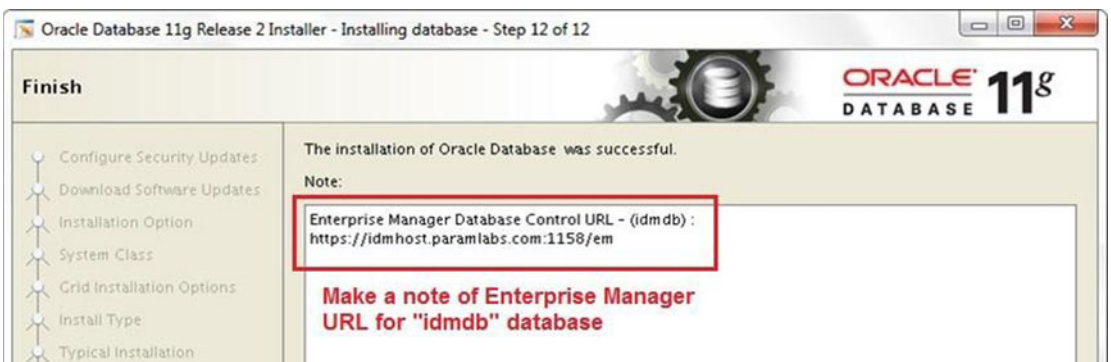 Oracle Database 11g Release 2 Installer - Installing database - Step 12 of 12
Finish
ORACLE 11g
DATABASE
Configure Security Updates
Download Software Updates
Installation Option
System Class
Grid Installation Options
Install Type
Typical Installation
The installation of Oracle Database was successful.
Note:
Enterprise Manager Database Control URL - (idmdb) :
https://idmhost.paramlabs.com:1158/em
Make a note of Enterprise Manager
URL for "idmdb" database